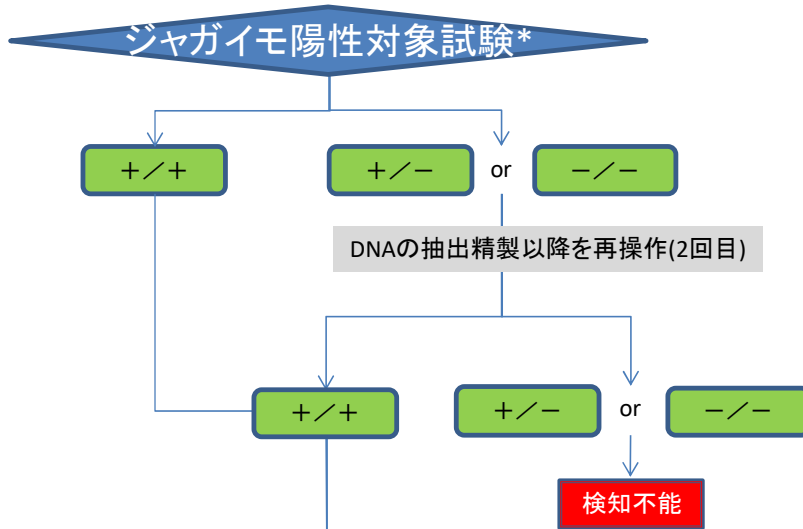 ジャガイモ陽性対象試験*
＋／＋
＋／－ or －／－
DNAの抽出精製以降を再操作(2回目)
＋／＋
＋／－ or －／－
検知不能